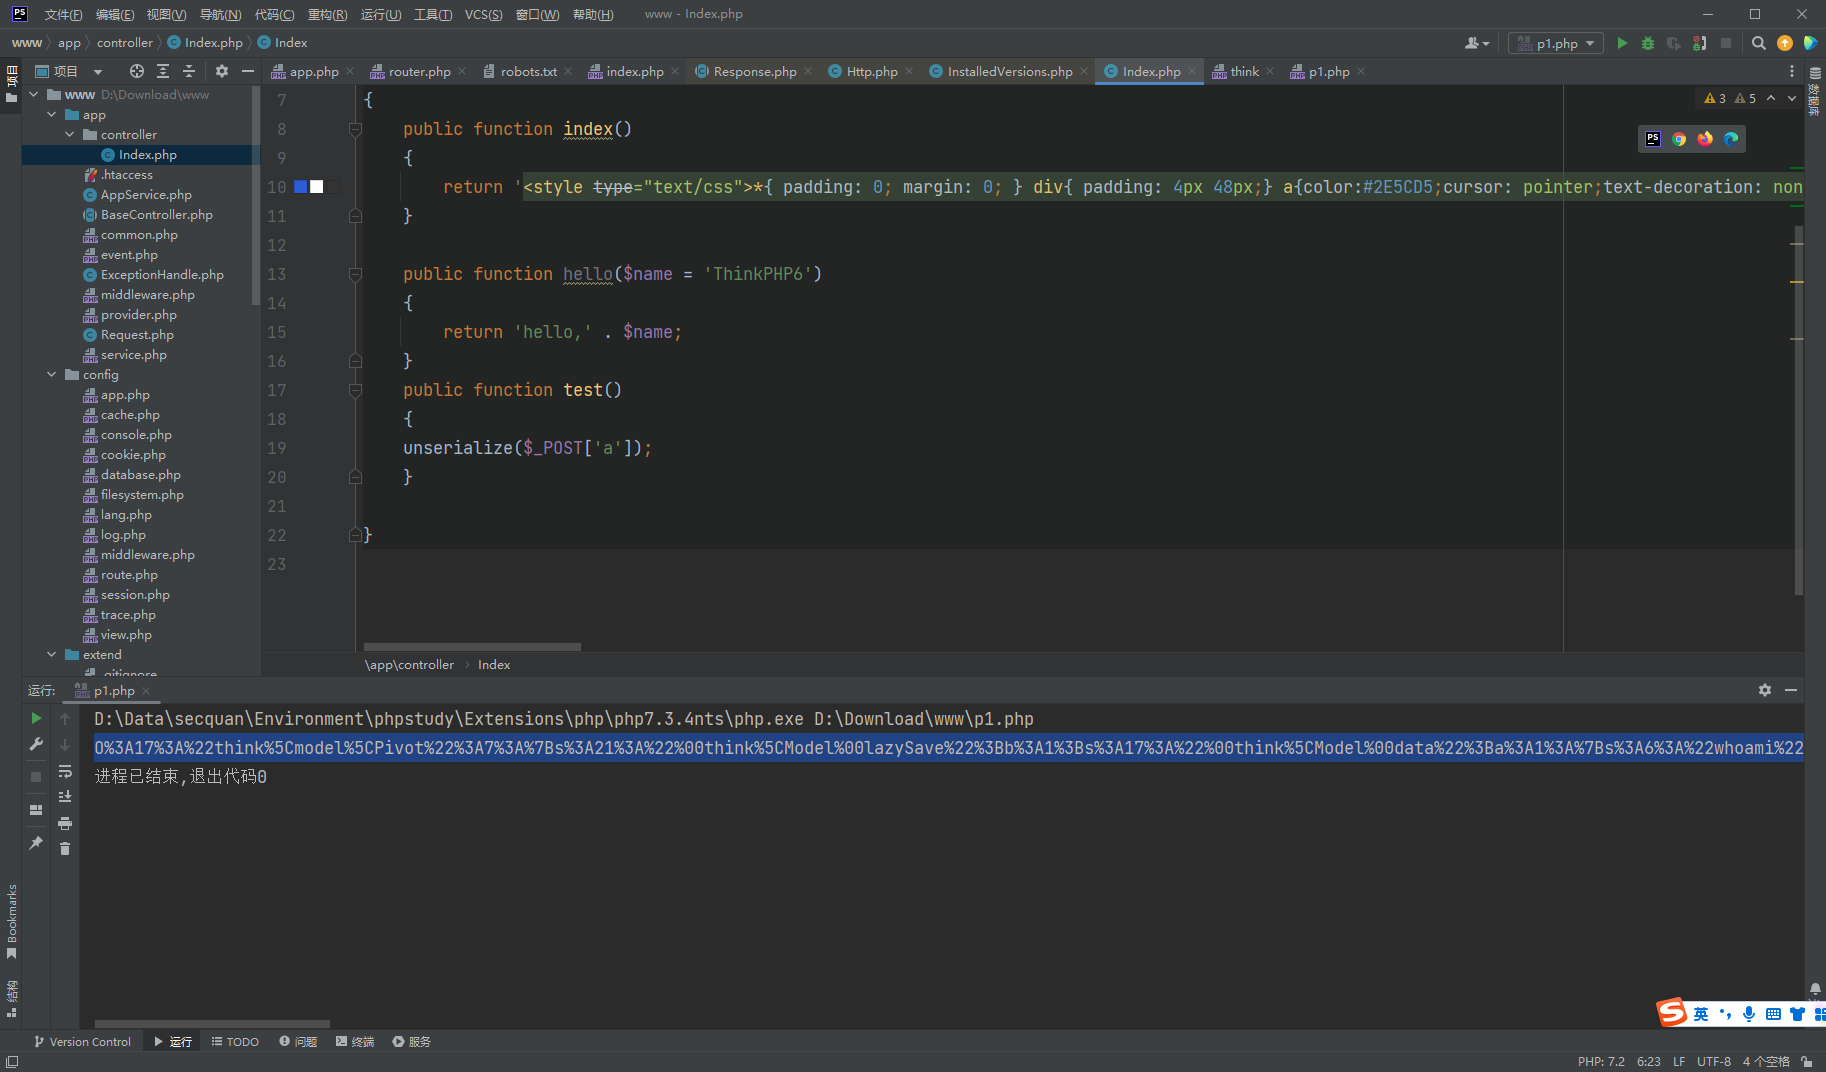 PS 文件(F) 编辑(E) 视图(V) 导航(N) 代码(C) 重构(R) 运行(U) 工具(T) VCS(S) 窗口(W) 帮助(H) www - Index.php
www app controller Index.php Index p1.php
项目 app.php router.php robots.txt index.php Response.php Http.php InstalledVersions.php Index.php think p1.php
项目
数据库
www D:\Download\www
app
controller
Index.php
.htaccess
AppService.php
BaseController.php
common.php
event.php
ExceptionHandle.php
middleware.php
provider.php
Request.php
service.php
config
app.php
cache.php
console.php
cookie.php
database.php
filesystem.php
lang.php
log.php
middleware.php
route.php
session.php
trace.php
view.php
extend
.gitignore
3 5
PS
7 {
8 public function index()
9 {
10 return '<style type="text/css">*{ padding: 0; margin: 0; } div{ padding: 4px 48px;} a{color:#2E5CD5;cursor: pointer;text-decoration: non
11 }
12
13 public function hello($name = 'ThinkPHP6')
14 {
15 return 'hello,' . $name;
16 }
17 public function test()
18 {
19 unserialize($_POST['a']);
20 }
21
22 }
23
\app\controller Index
运行: p1.php
D:\Data\secquan\Environment\phpstudy\Extensions\php\php7.3.4nts\php.exe D:\Download\www\p1.php
O%3A17%3A%22think%5Cmodel%5CPivot%22%3A7%3A%7Bs%3A21%3A%22%00think%5CModel%00lazySave%22%3Bb%3A1%3Bs%3A17%3A%22%00think%5CModel%00data%22%3Ba%3A1%3A%7Bs%3A6%3A%22whoami%22
进程已结束,退出代码0
Bookmarks
结构
英
Version Control 运行 TODO 问题 终端 服务
PHP: 7.2 6:23 LF UTF-8 4 个空格